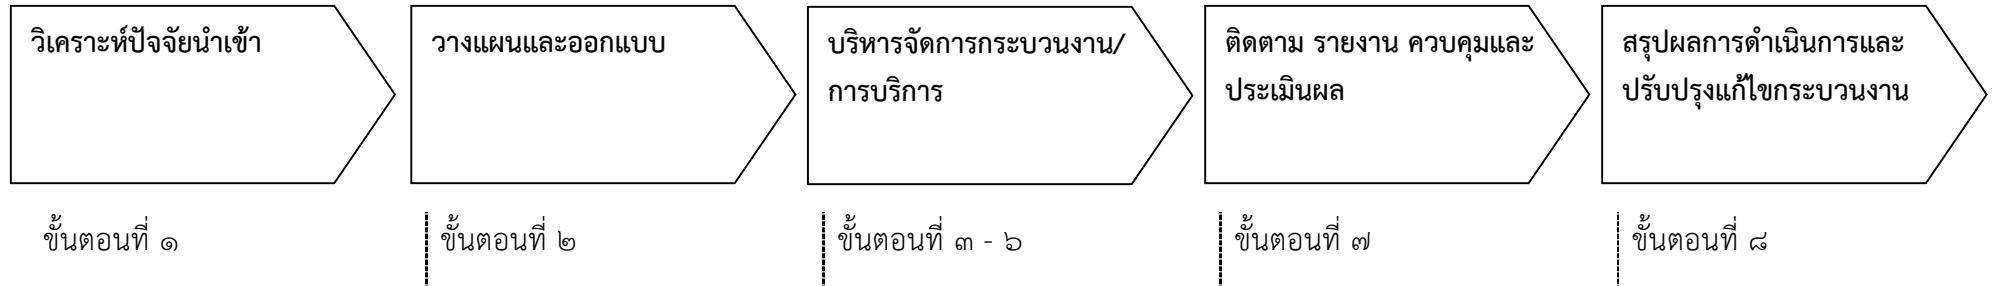 วิเคราะห์ปัจจัยนำเข้า
วางแผนและออกแบบ
บริหารจัดการกระบวนงาน/
การบริการ
ติดตาม รายงาน ควบคุมและ
ประเมินผล
สรุปผลการดำเนินการและ
ปรับปรุงแก้ไขกระบวนงาน
ขั้นตอนที่ ๑
ขั้นตอนที่ ๒
ขั้นตอนที่ ๓ - ๖
ขั้นตอนที่ ๗
ขั้นตอนที่ ๘